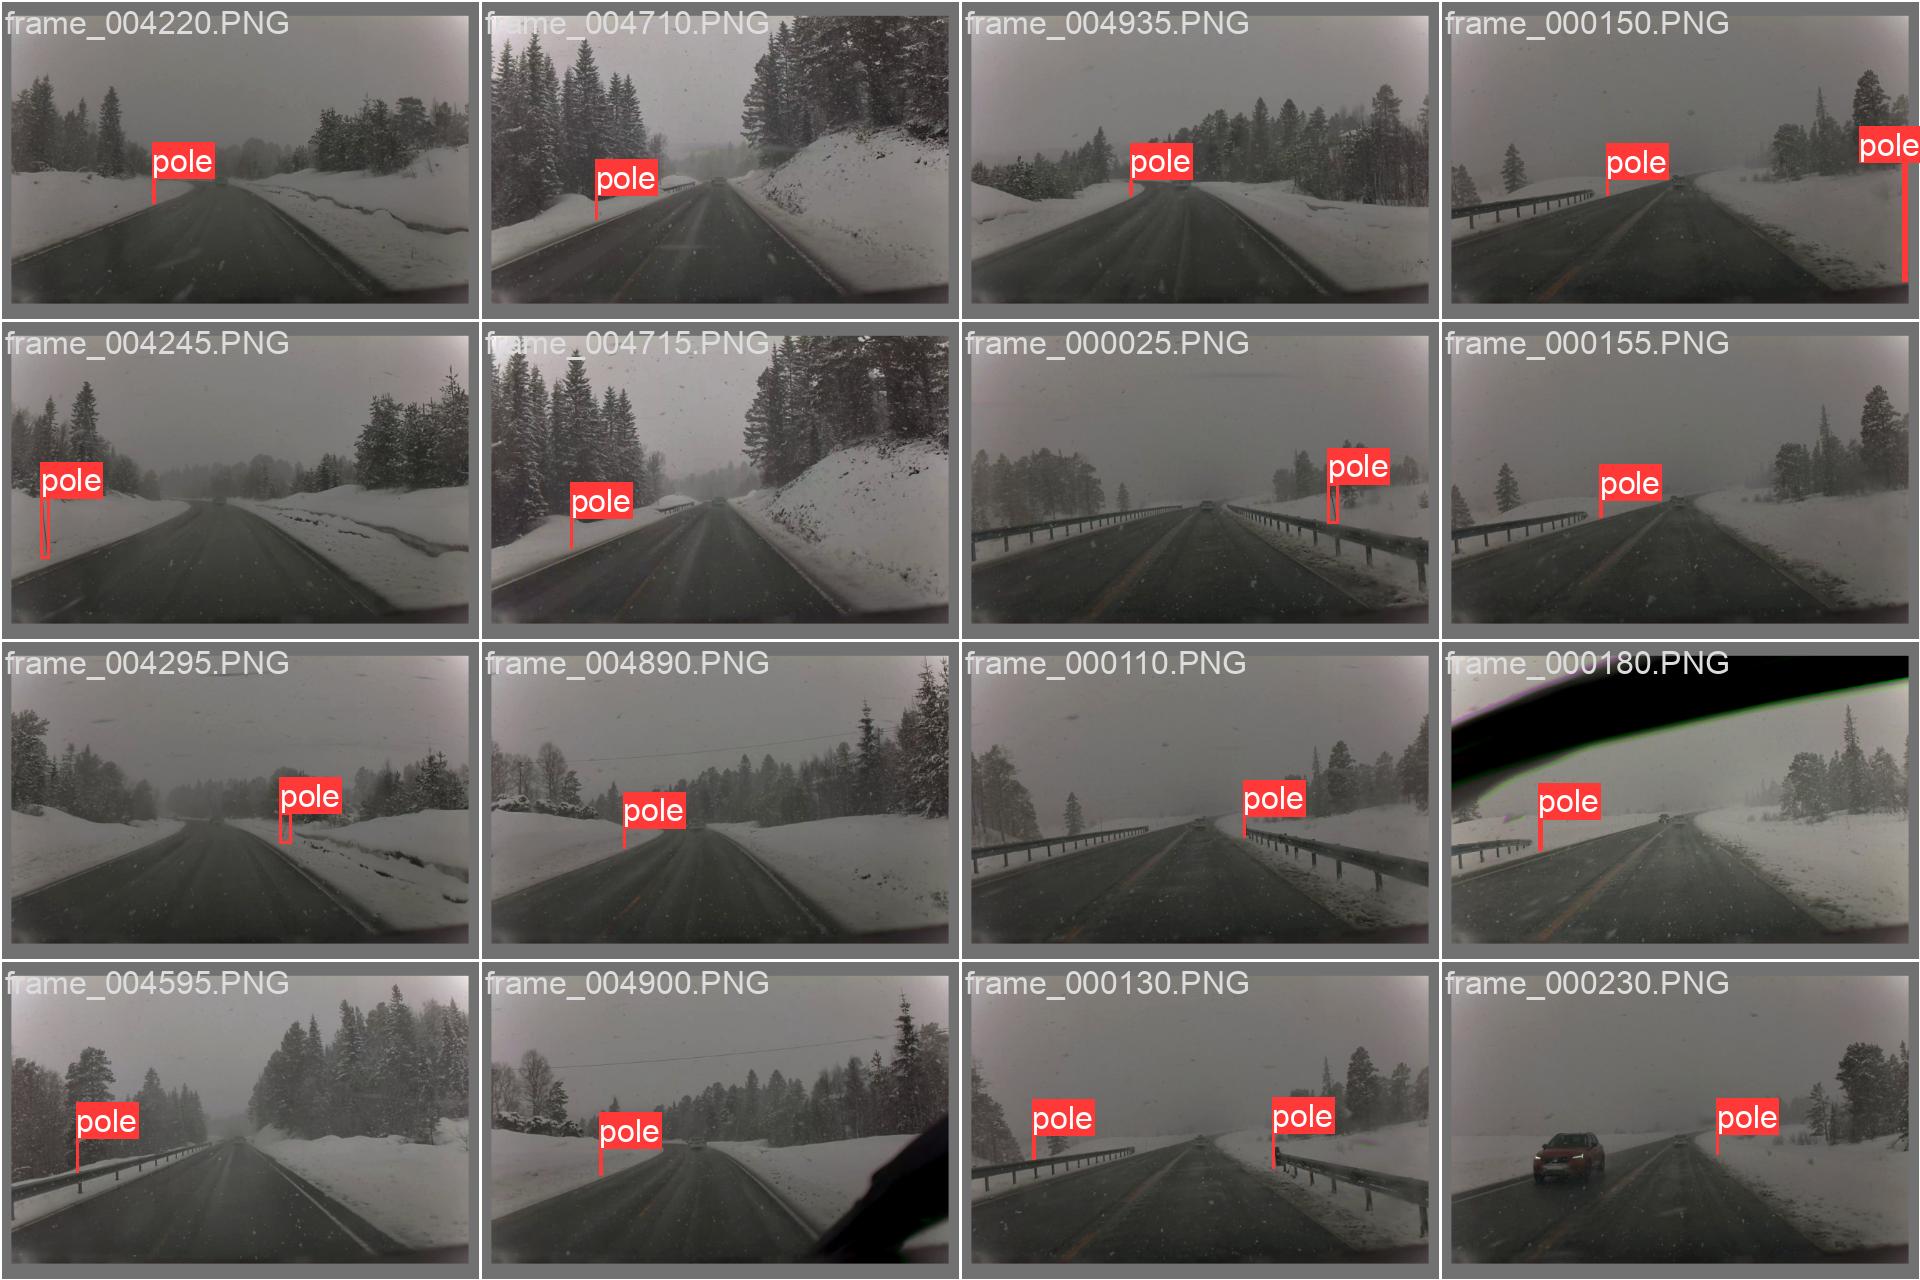 frame_004220.PNG
pole
frame_004710.PNG
pole
frame_004935.PNG
pole
frame_000150.PNG
pole
pole
frame_004245.PNG
pole
frame_004715.PNG
pole
frame_000025.PNG
pole
frame_000155.PNG
pole
frame_004295.PNG
pole
frame_004890.PNG
pole
frame_000110.PNG
pole
frame_000180.PNG
pole
frame_004595.PNG
pole
frame_004900.PNG
pole
frame_000130.PNG
pole
pole
frame_000230.PNG
pole